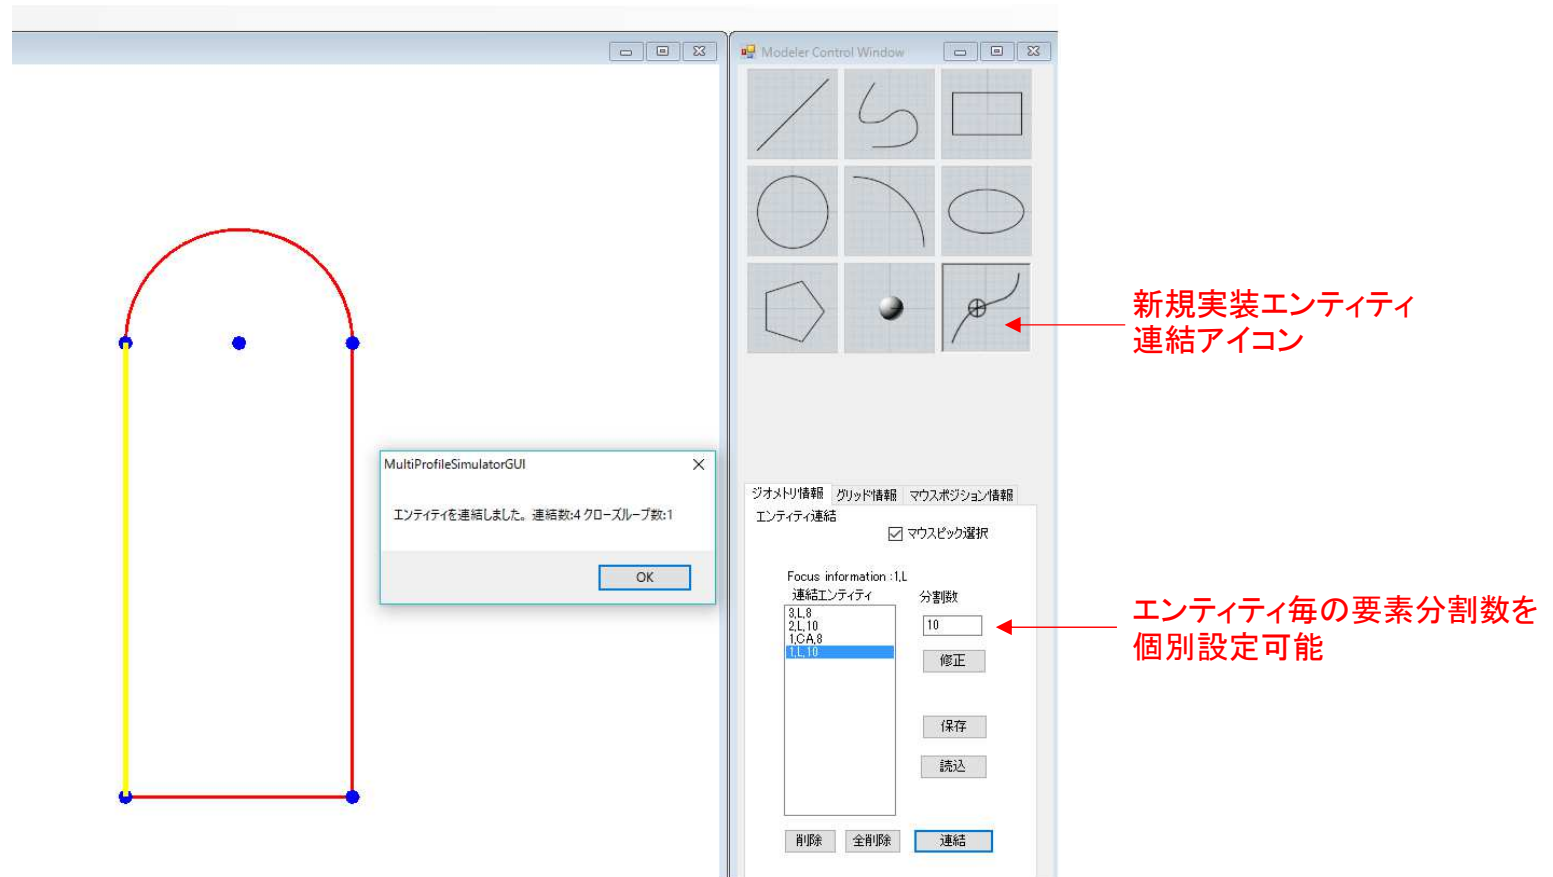 Modeler Control Window
新規実装エンティティ
連結アイコン
MultiProfileSimulatorGUI
エンティティを連結しました。連結数:4 クローズループ数:1
OK
ジオメトリ情報 グリッド情報 マウスポジション情報
エンティティ連結
マウスピック選択
Focus information :1,L
連結エンティティ 分割数
3,L,8
2,L,10
1,CA,8
1,L,10
10
修正
エンティティ毎の要素分割数を
個別設定可能
保存
読込
削除 全削除 連結